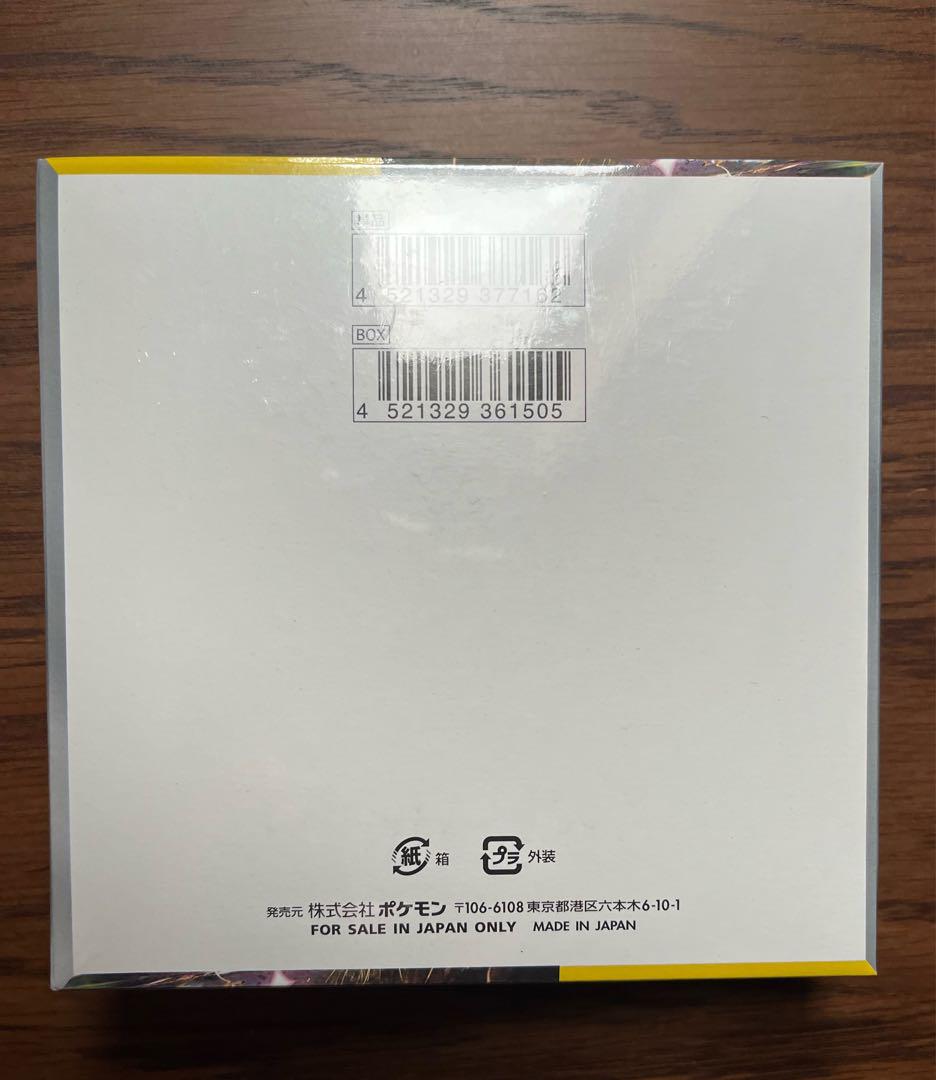 単品
4 521329 377162
BOX
4 521329 361505
紙 箱 プラ 外装
発売元 株式会社ポケモン 〒106-6108 東京都港区六本木6-10-1
FOR SALE IN JAPAN ONLY MADE IN JAPAN